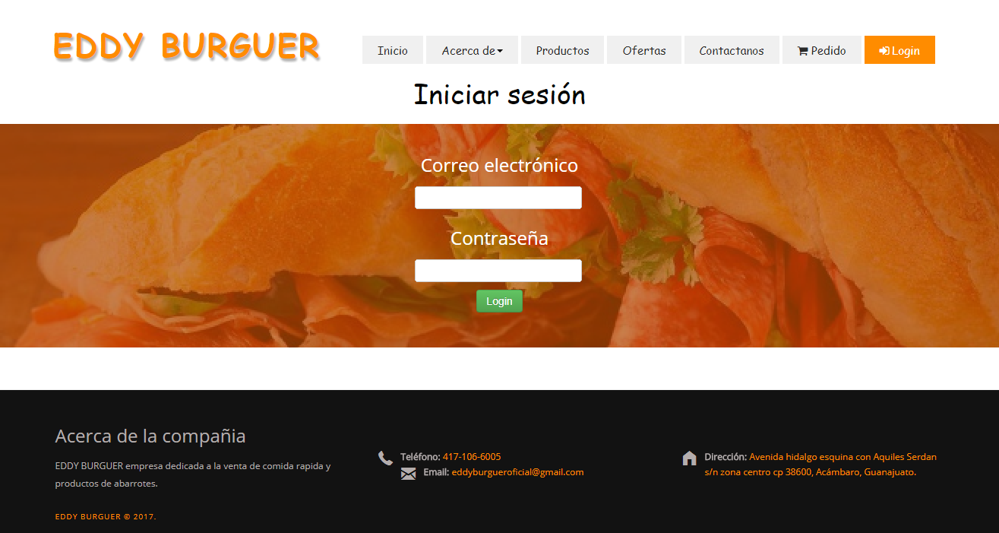 EDDY BURGUER
Inicio
Acerca de
Productos
Ofertas
Contactanos
Pedido
Login
Iniciar sesión
Correo electrónico
Contraseña
Login
Acerca de la compañia
EDDY BURGUER empresa dedicada a la venta de comida rapida y
productos de abarrotes.
EDDY BURGUER © 2017.
Teléfono: 417-106-6005
Email: eddyburgueroficial@gmail.com
Dirección: Avenida hidalgo esquina con Aquiles Serdan
s/n zona centro cp 38600, Acámbaro, Guanajuato.